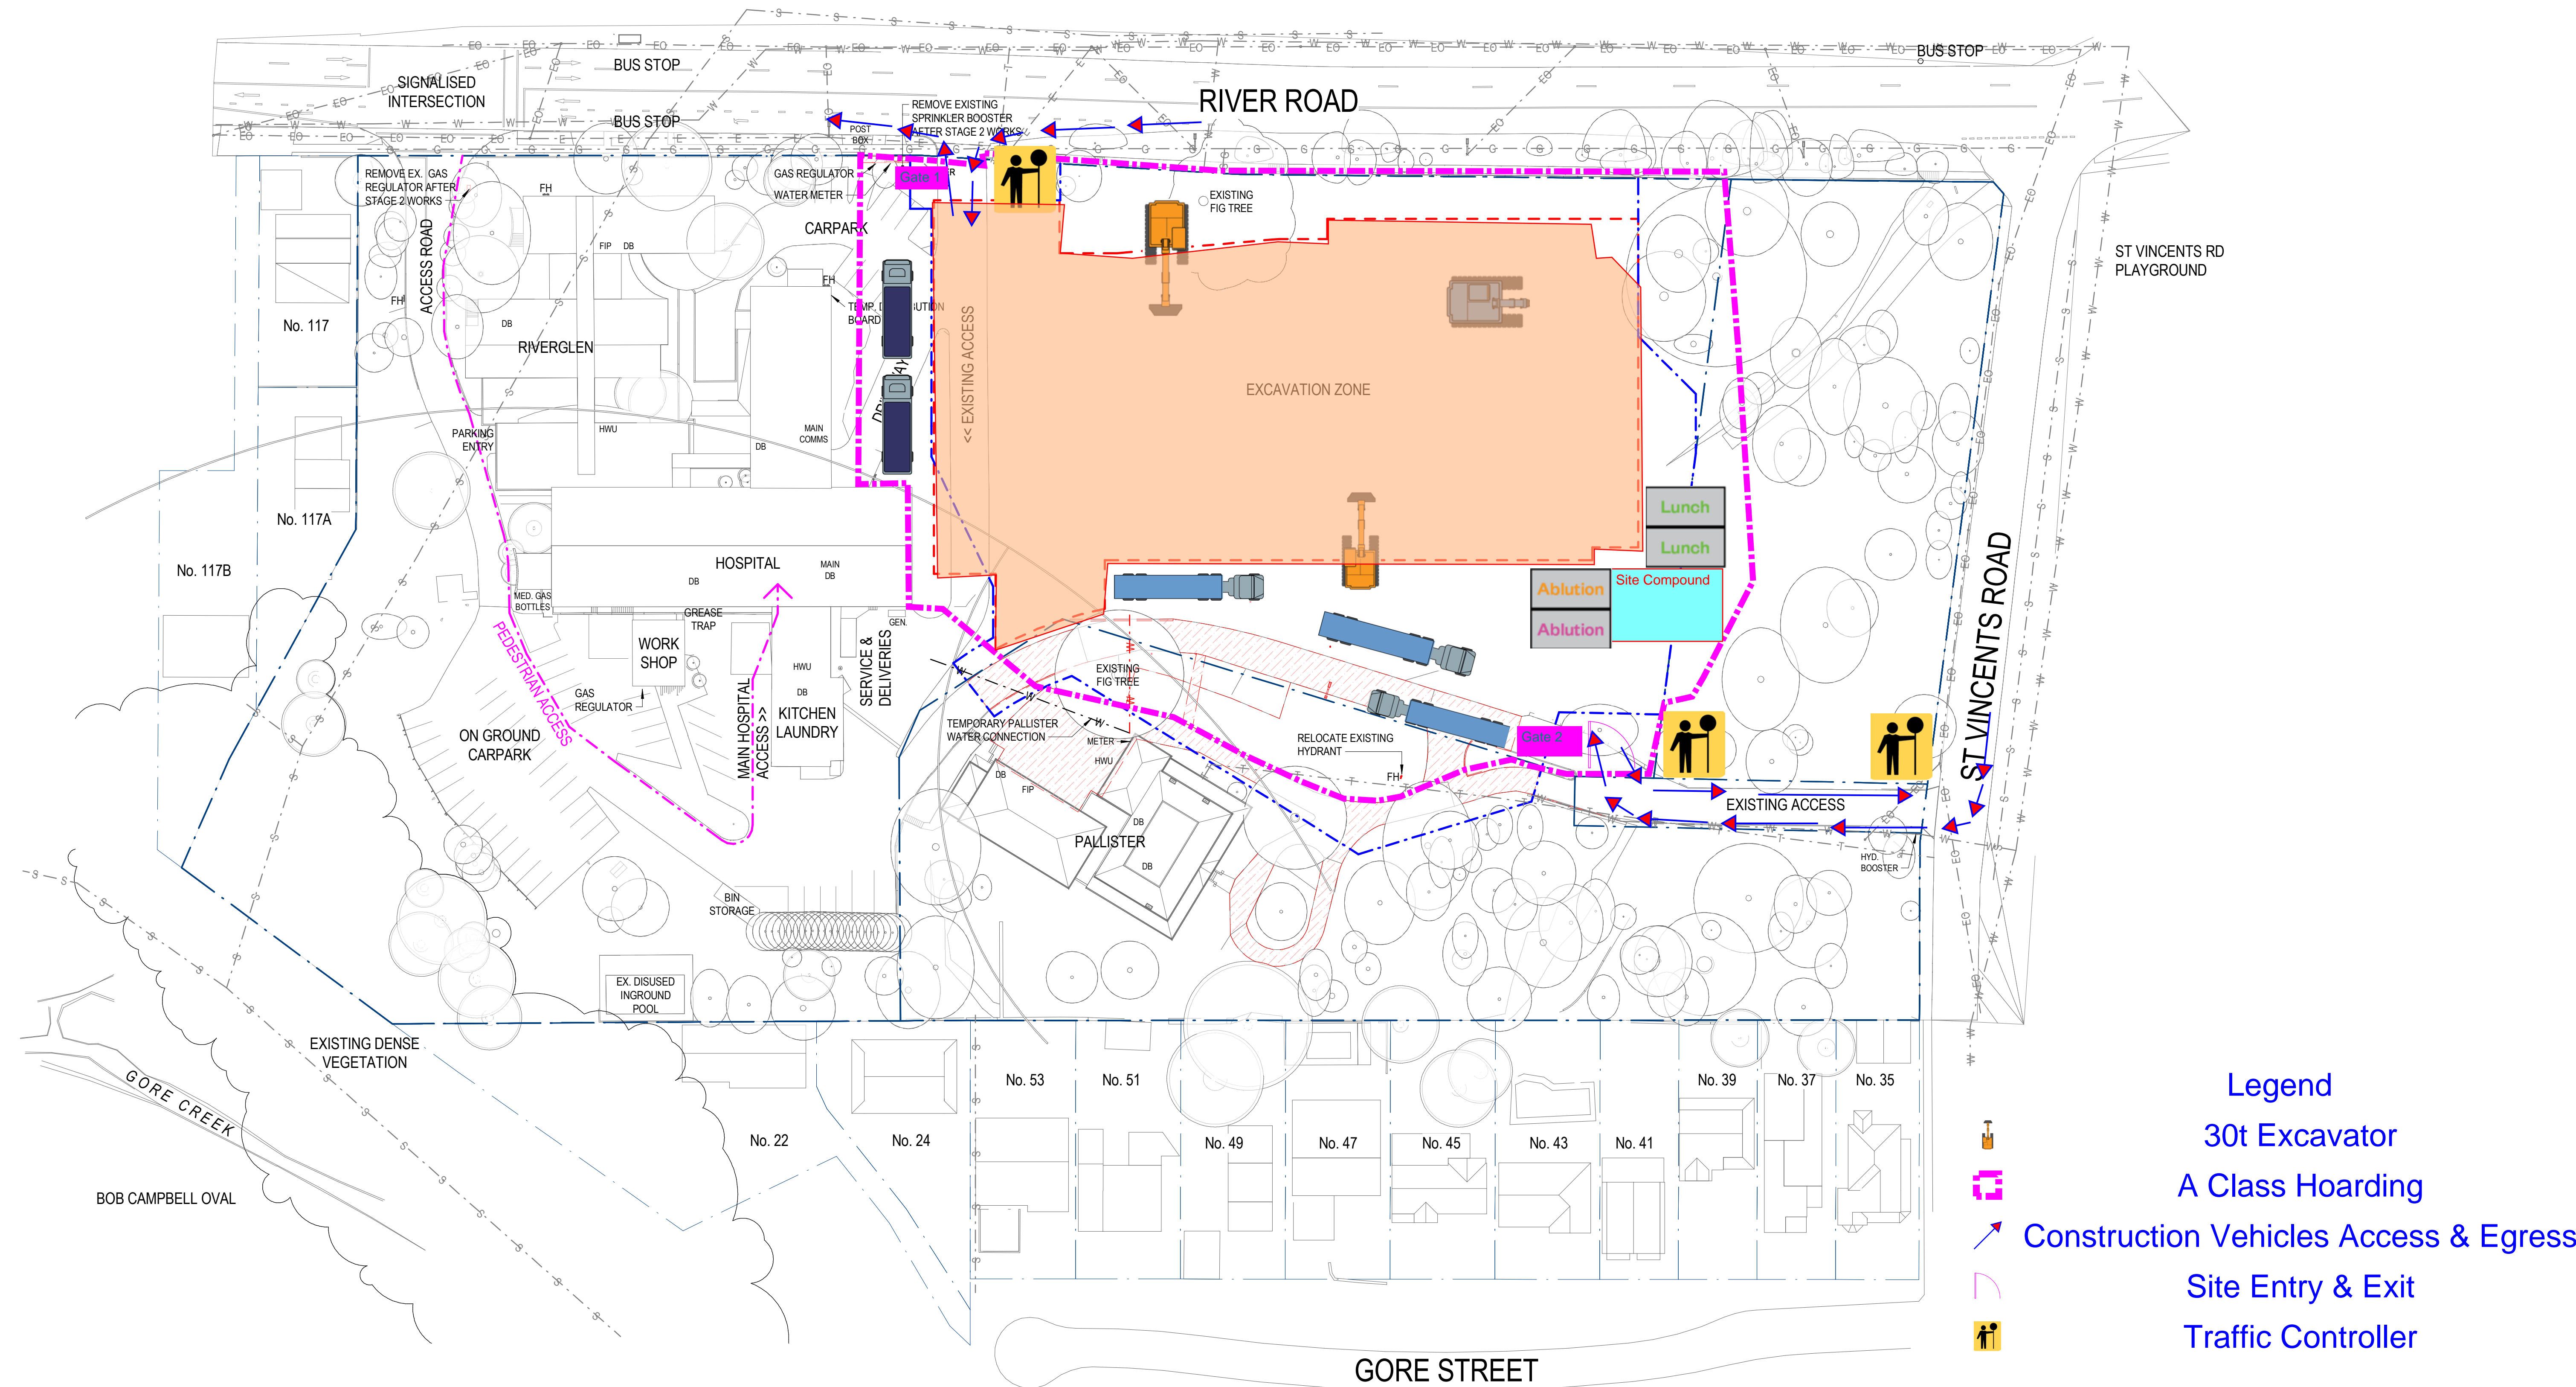 BUS STOP
BUS STOP
SIGNALISED
INTERSECTION
RIVER ROAD
REMOVE EXISTING
SPRINKLER BOOSTER
AFTER STAGE 2 WORKS
BUS STOP
POST
BOX
REMOVE EX. GAS
REGULATOR AFTER
STAGE 2 WORKS
FH
GAS REGULATOR
WATER METER
Gate 1
EXISTING
FIG TREE
CARPARK
ACCESS ROAD
FIP
DB
ST VINCENTS RD
PLAYGROUND
FH
FH
No. 117
DB
RIVERGLEN
<< EXISTING ACCESS
EXCAVATION ZONE
PARKING
ENTRY
HWU
MAIN
COMMS
DB
No. 117A
Lunch
Lunch
No. 117B
HOSPITAL
DB
MAIN
DB
MED. GAS
BOTTLES
GREASE
TRAP
GEN.
Ablution
Site Compound
Ablution
ST VINCENTS ROAD
PEDESTRIAN ACCESS
WORK
SHOP
HWU
DB
SERVICE &
DELIVERIES
EXISTING
FIG TREE
GAS
REGULATOR
MAIN HOSPITAL
ACCESS >>
KITCHEN
LAUNDRY
TEMPORARY PALLISTER
WATER CONNECTION
METER
HWU
RELOCATE EXISTING
HYDRANT
FH
Gate 2
ON GROUND
CARPARK
DB
FIP
DB
PALLISTER
DB
EXISTING ACCESS
HYD.
BOOSTER
BIN
STORAGE
EX. DISUSED
INGROUND
POOL
EXISTING DENSE
VEGETATION
GORE CREEK
BOB CAMPBELL OVAL
No. 22
No. 24
No. 53
No. 51
No. 49
No. 47
No. 45
No. 43
No. 41
No. 39
No. 37
No. 35
GORE STREET
Legend
30t Excavator
A Class Hoarding
Construction Vehicles Access & Egress
Site Entry & Exit
Traffic Controller